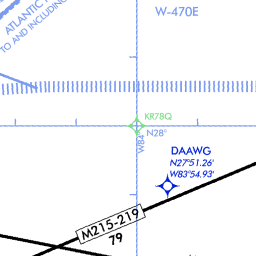 W-470E
ATLANTIC
TO AND INCLUDING
KR78Q
N28°
W84°
DAAWG
N27°51.26'
W83°54.93'
M215-219
79